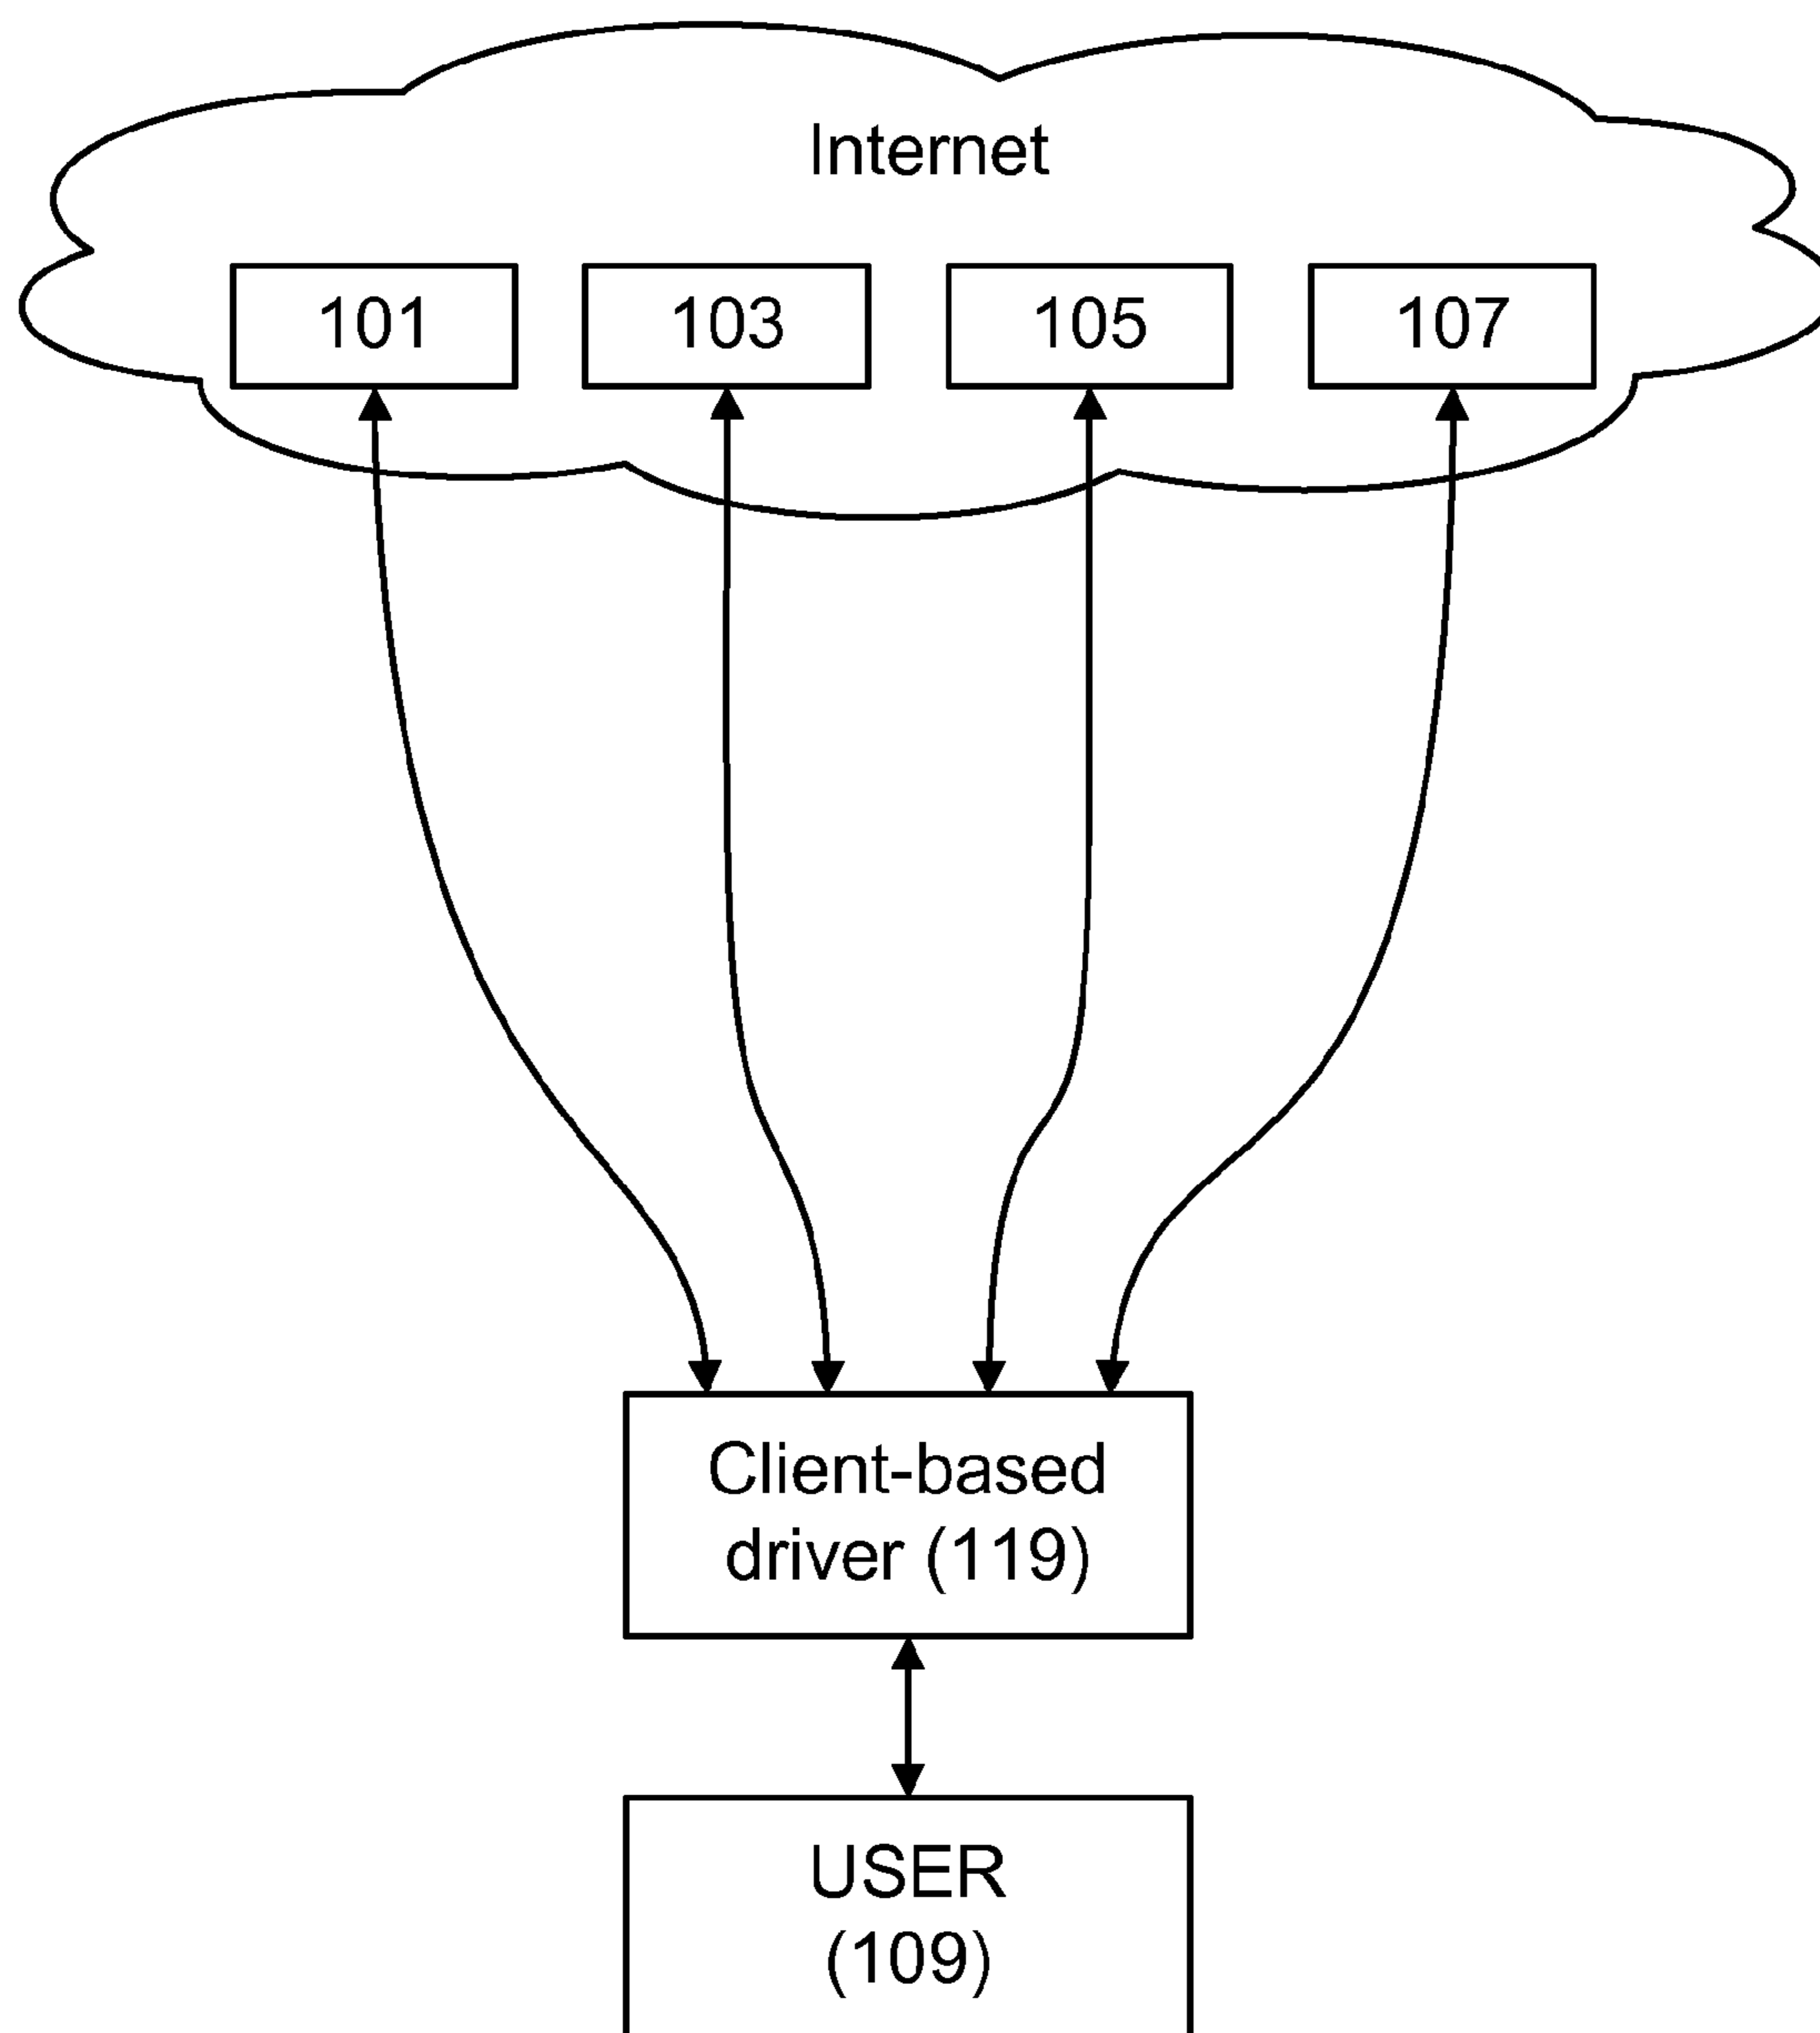 Internet
101
103
105
107
Client-based
driver (119)
USER
(109)